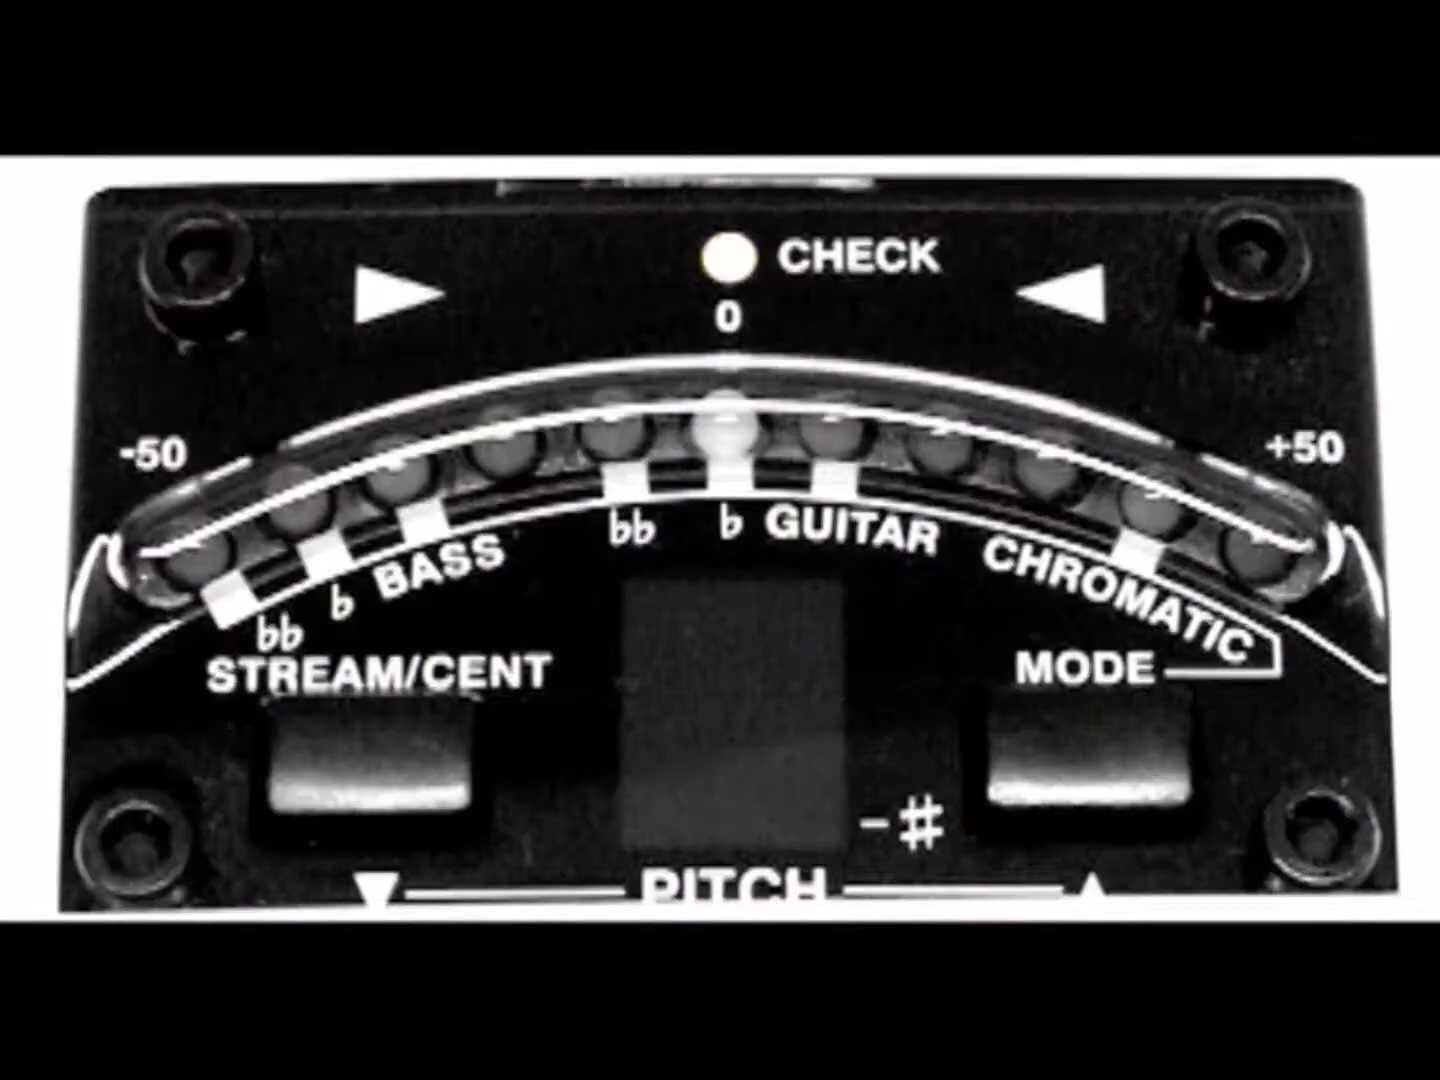 CHECK
0
-50
+50
bb b BASS
bb b GUITAR
CHROMATIC
STREAM/CENT
MODE
-#
PITCH